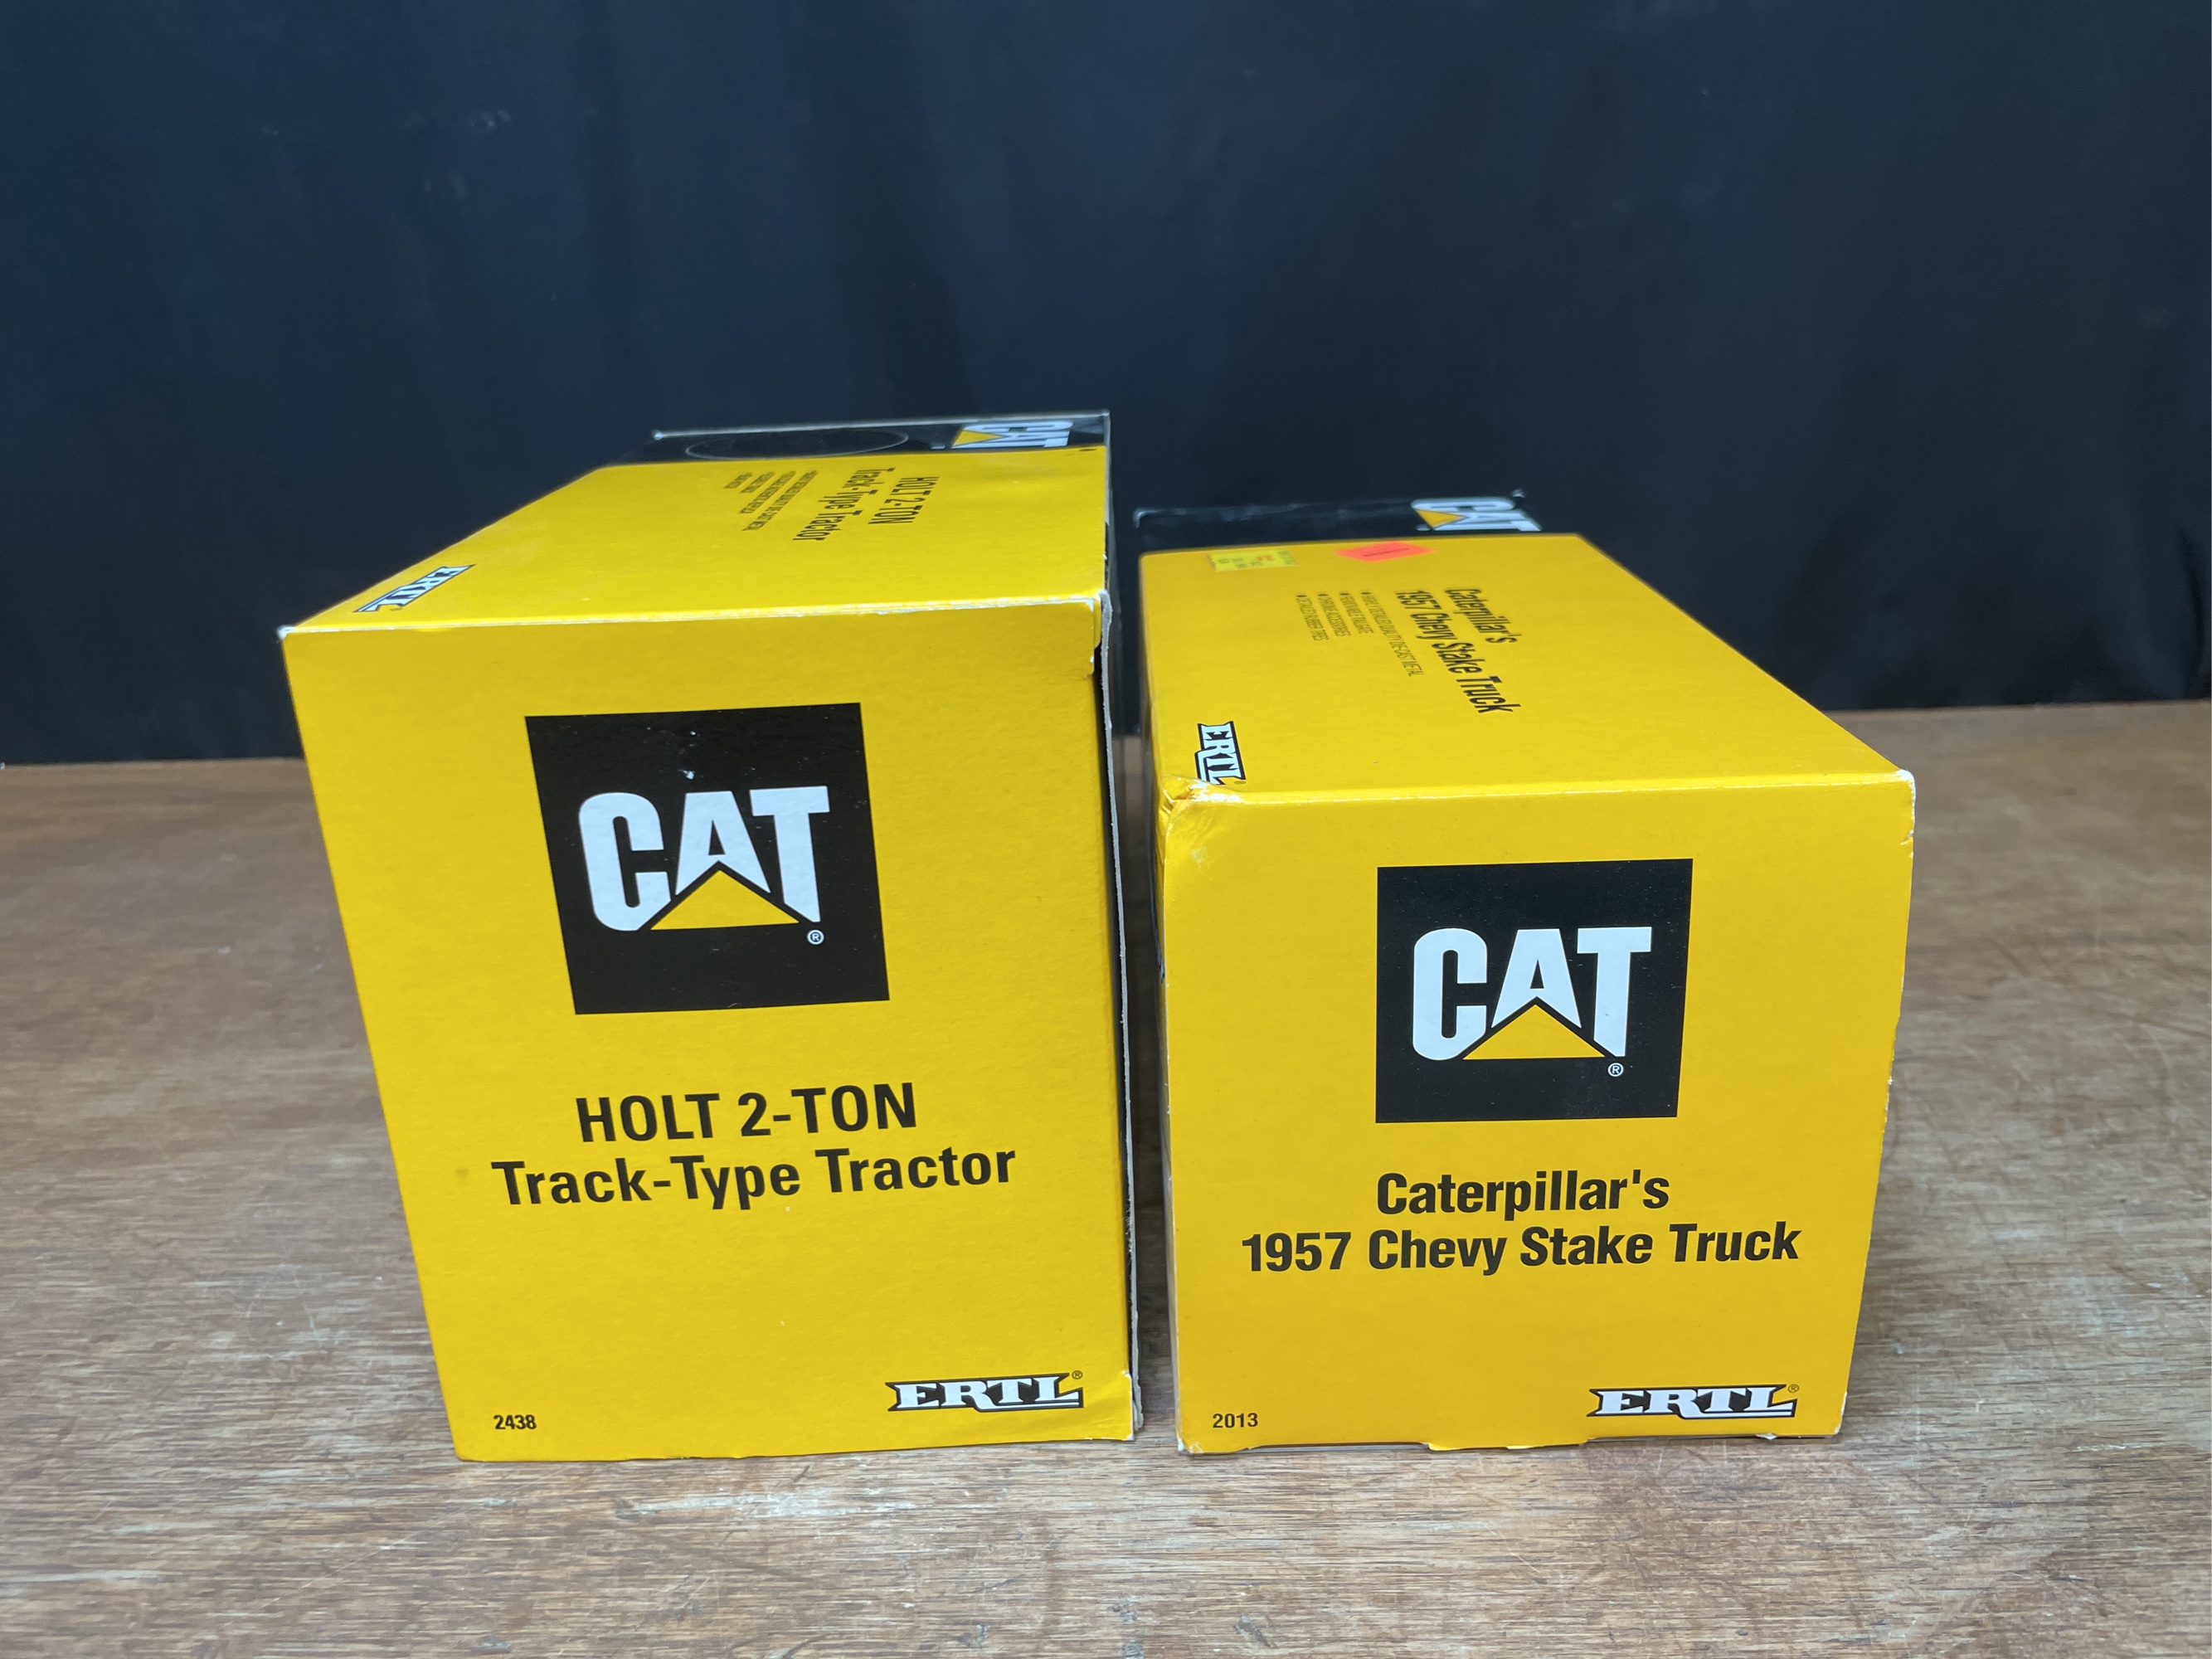 CAT
HOLT 2-TON
Track-Type Tractor
ERTL
CAT®
HOLT 2-TON
Track-Type Tractor
2438
ERTL®
CAT
Caterpillar's
1957 Chevy Stake Truck
ERTL
CAT®
Caterpillar's
1957 Chevy Stake Truck
2013
ERTL®